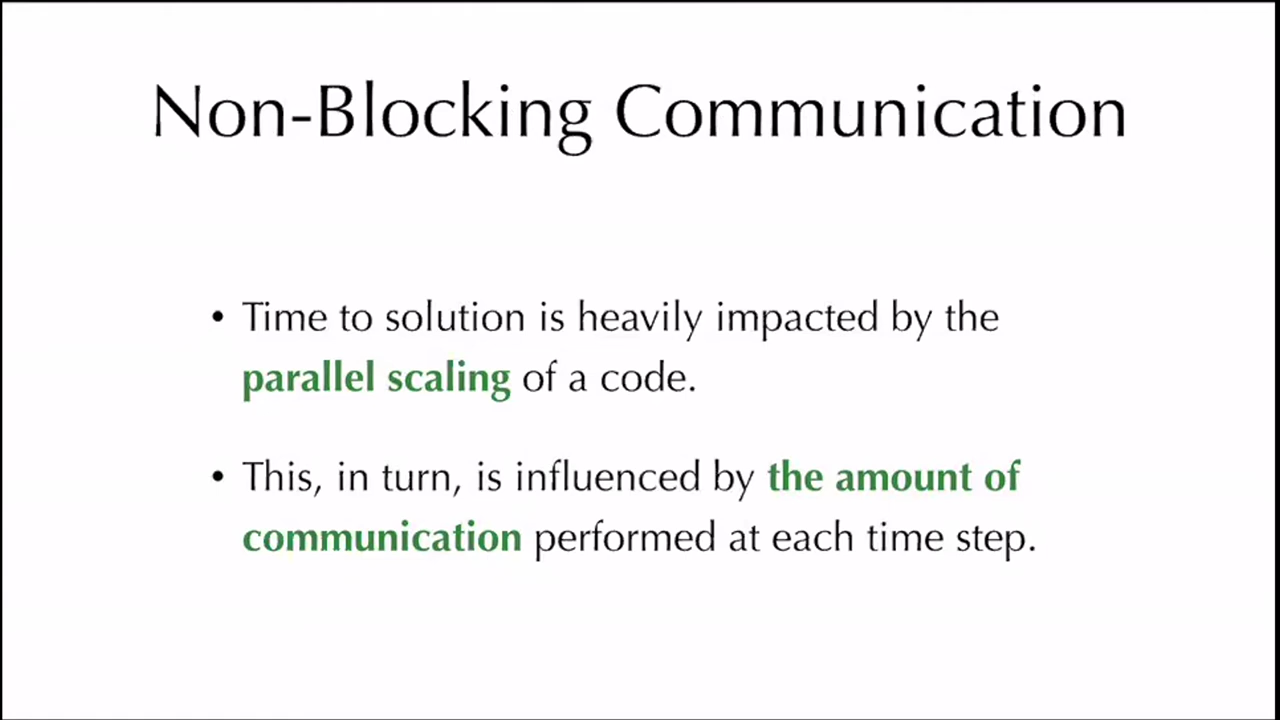 Non-Blocking Communication
• Time to solution is heavily impacted by the
parallel scaling of a code.
• This, in turn, is influenced by the amount of
communication performed at each time step.